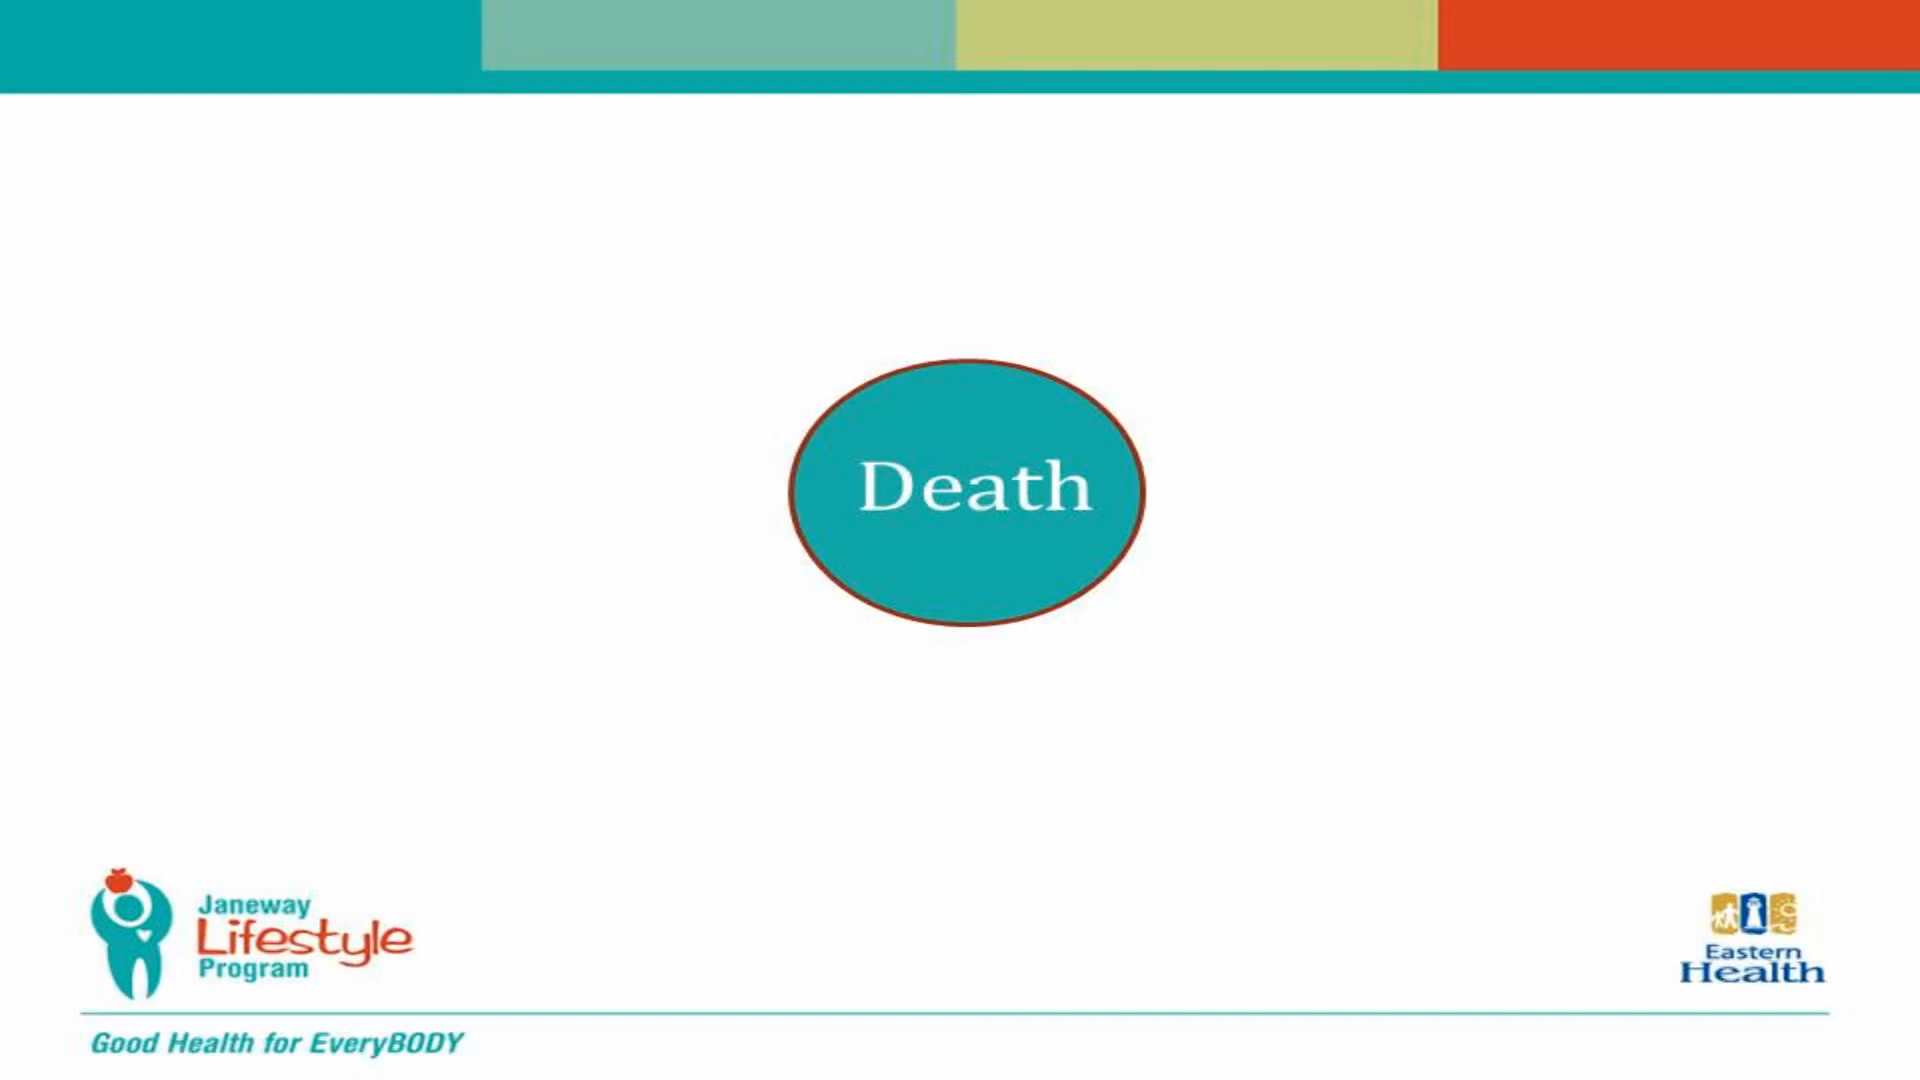 Death
Janeway
Lifestyle
Program
Eastern
Health
Good Health for EveryBODY